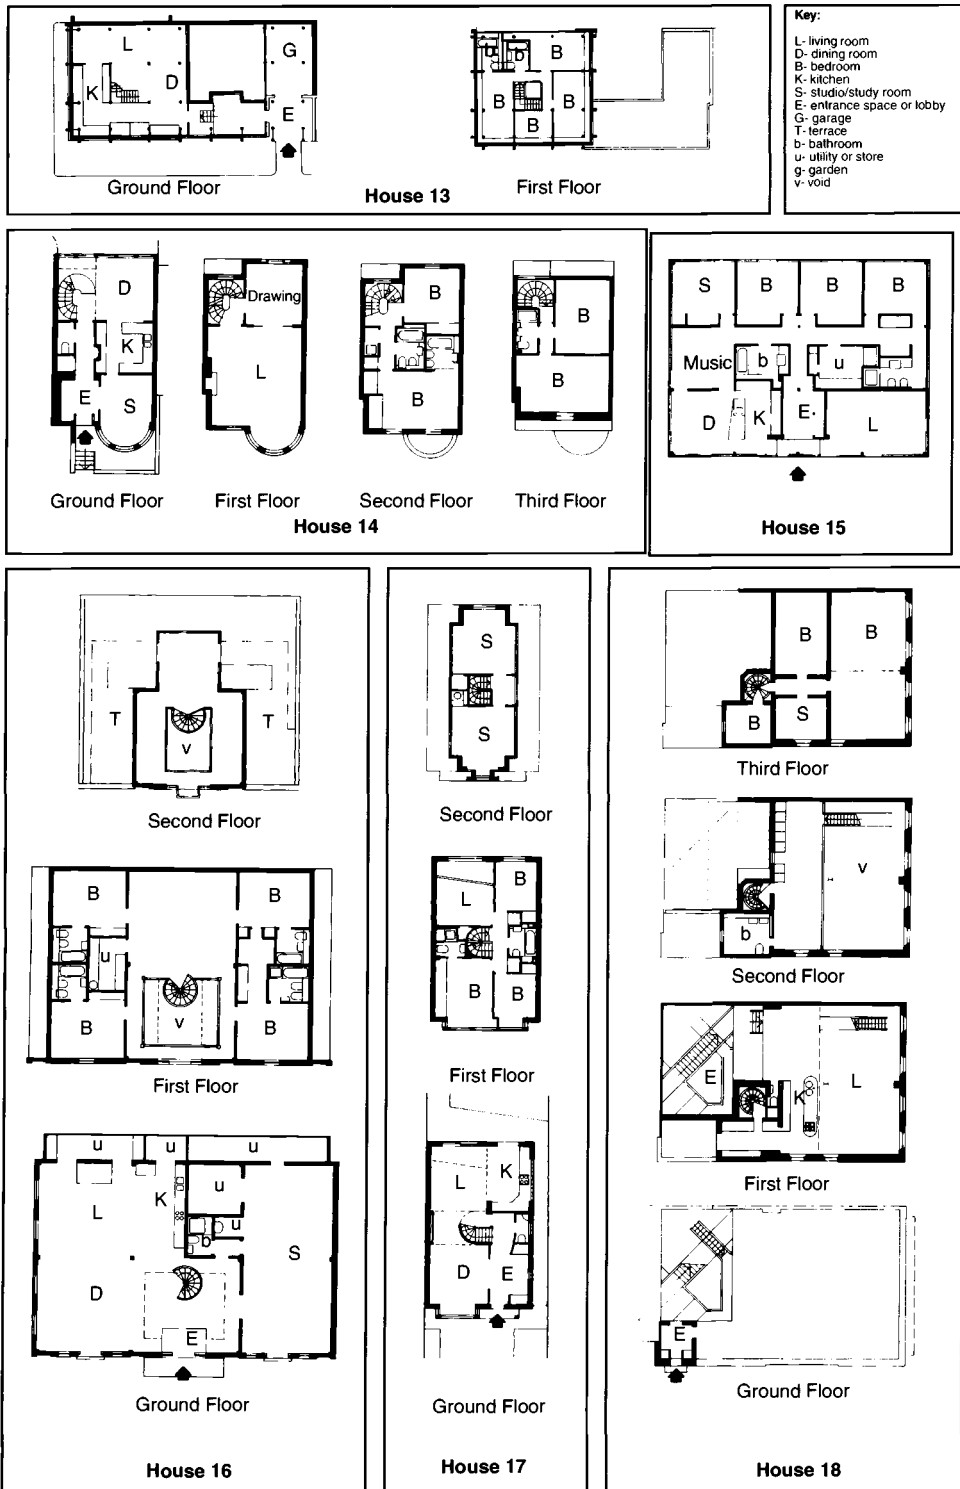 Key:
L- living room
D- dining room
B- bedroom
K- kitchen
S- studio/study room
E- entrance space or lobby
G- garage
T- terrace
b- bathroom
u- utility or store
g- garden
v- void
L
G
K
D
E
Ground Floor
b
b
B
B
B
B
First Floor
House 13
D
K
E
S
Ground Floor
Drawing
L
First Floor
B
B
Second Floor
B
B
Third Floor
House 14
S
B
B
B
Music
b
u
D
K
E
L
House 15
T
v
T
Second Floor
B
B
u
v
B
B
First Floor
u
u
u
L
K
u
u
b
S
D
E
Ground Floor
House 16
S
S
Second Floor
B
L
B
B
First Floor
L
K
D
E
Ground Floor
House 17
B
B
B
S
Third Floor
v
b
Second Floor
E
K
L
First Floor
E
Ground Floor
House 18